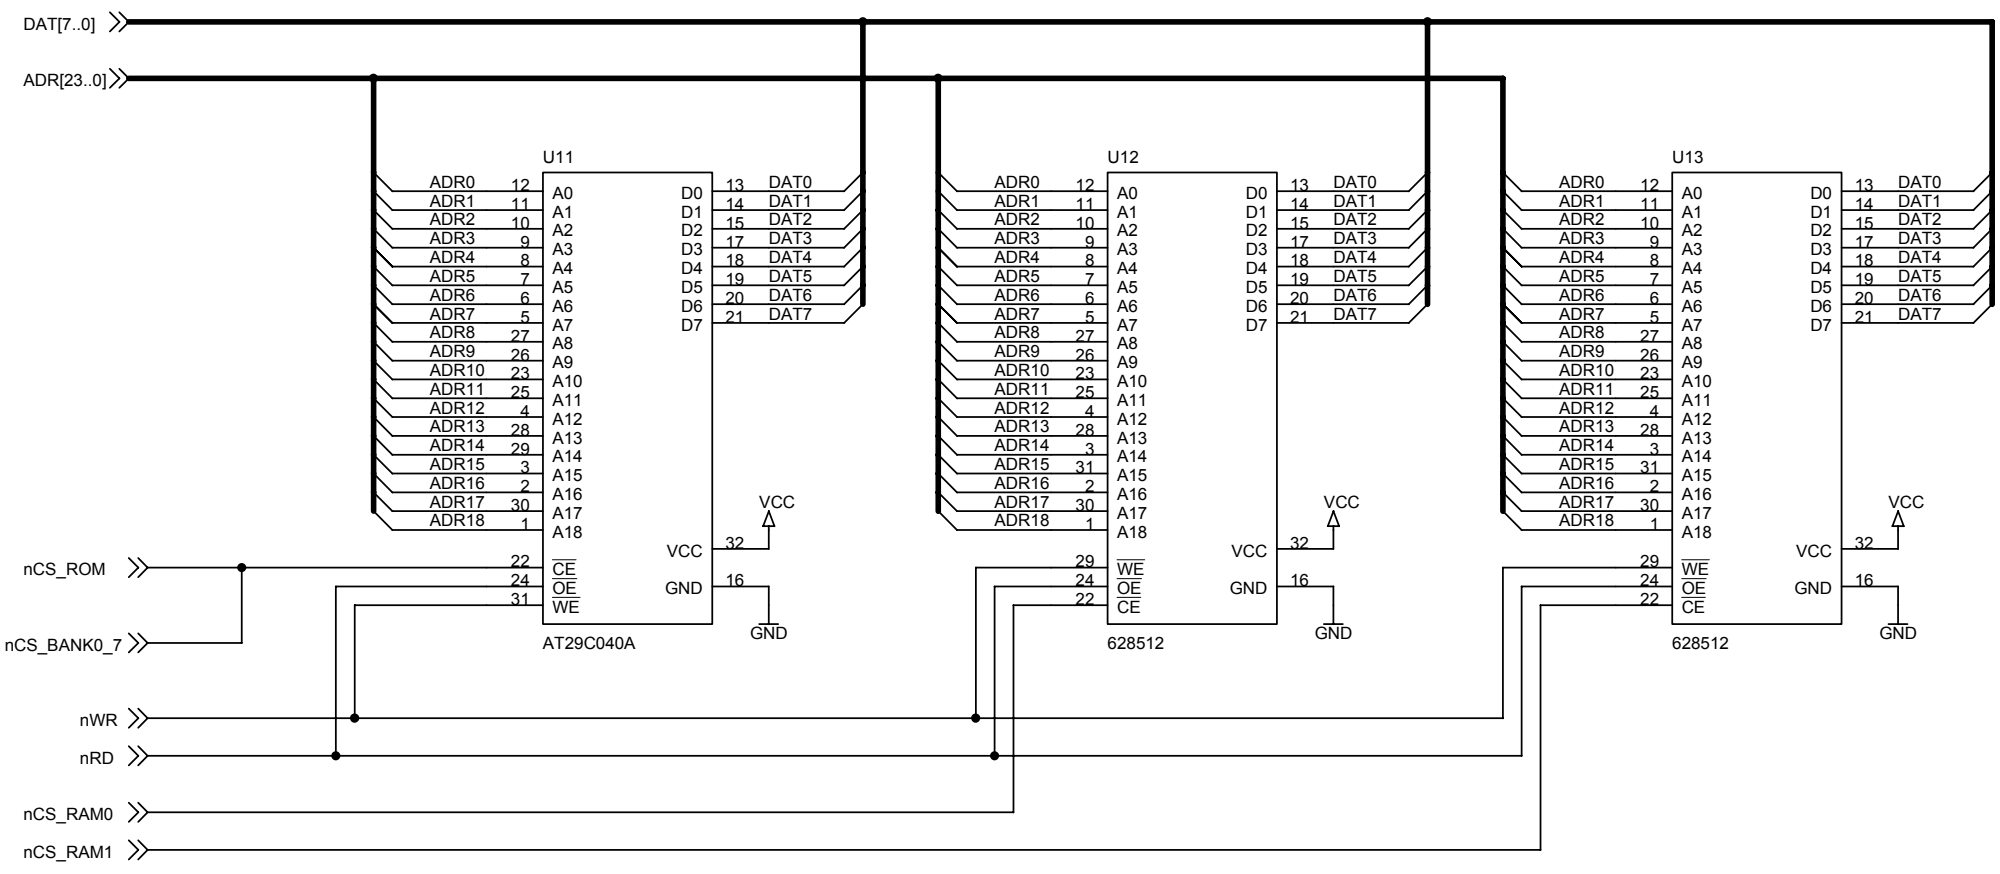 DAT[7..0]
ADR[23..0]
U11
ADR0 12 A0 D0 13 DAT0
ADR1 11 A1 D1 14 DAT1
ADR2 10 A2 D2 15 DAT2
ADR3 9 A3 D3 17 DAT3
ADR4 8 A4 D4 18 DAT4
ADR5 7 A5 D5 19 DAT5
ADR6 6 A6 D6 20 DAT6
ADR7 5 A7 D7 21 DAT7
ADR8 27 A8
ADR9 26 A9
ADR10 23 A10
ADR11 25 A11
ADR12 4 A12
ADR13 28 A13
ADR14 29 A14
ADR15 3 A15
ADR16 2 A16
ADR17 30 A17
ADR18 1 A18
VCC
VCC 32
22 CE
24 OE GND 16
31 WE
GND
AT29C040A
U12
ADR0 12 A0 D0 13 DAT0
ADR1 11 A1 D1 14 DAT1
ADR2 10 A2 D2 15 DAT2
ADR3 9 A3 D3 17 DAT3
ADR4 8 A4 D4 18 DAT4
ADR5 7 A5 D5 19 DAT5
ADR6 6 A6 D6 20 DAT6
ADR7 5 A7 D7 21 DAT7
ADR8 27 A8
ADR9 26 A9
ADR10 23 A10
ADR11 25 A11
ADR12 4 A12
ADR13 28 A13
ADR14 3 A14
ADR15 31 A15
ADR16 2 A16
ADR17 30 A17
ADR18 1 A18
VCC
VCC 32
29 WE
24 OE GND 16
22 CE
GND
628512
U13
ADR0 12 A0 D0 13 DAT0
ADR1 11 A1 D1 14 DAT1
ADR2 10 A2 D2 15 DAT2
ADR3 9 A3 D3 17 DAT3
ADR4 8 A4 D4 18 DAT4
ADR5 7 A5 D5 19 DAT5
ADR6 6 A6 D6 20 DAT6
ADR7 5 A7 D7 21 DAT7
ADR8 27 A8
ADR9 26 A9
ADR10 23 A10
ADR11 25 A11
ADR12 4 A12
ADR13 28 A13
ADR14 3 A14
ADR15 31 A15
ADR16 2 A16
ADR17 30 A17
ADR18 1 A18
VCC
VCC 32
29 WE
24 OE GND 16
22 CE
GND
628512
nCS_ROM
nCS_BANK0_7
nWR
nRD
nCS_RAM0
nCS_RAM1